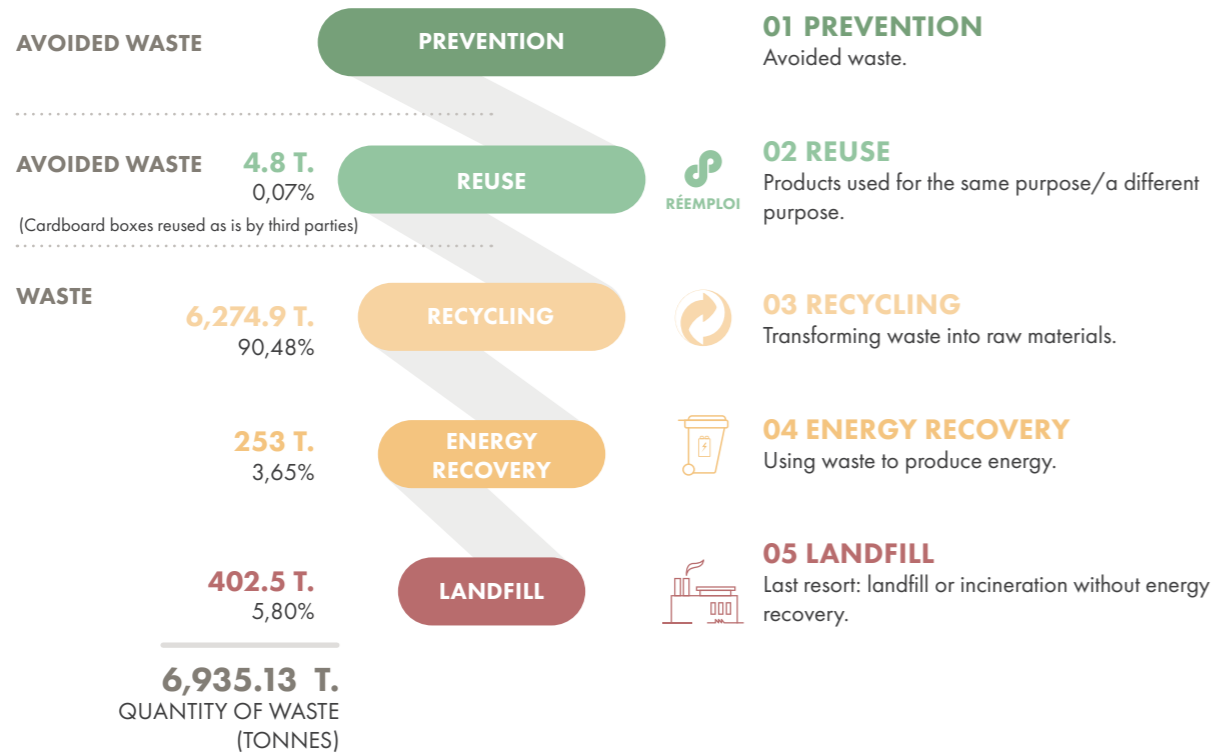 AVOIDED WASTE
PREVENTION
01 PREVENTION
Avoided waste.
AVOIDED WASTE 4.8 T.
0,07%
(Cardboard boxes reused as is by third parties)
REUSE
RÉEMPLOI
02 REUSE
Products used for the same purpose/a different
purpose.
WASTE
6,274.9 T.
90,48%
RECYCLING
03 RECYCLING
Transforming waste into raw materials.
253 T.
3,65%
ENERGY
RECOVERY
04 ENERGY RECOVERY
Using waste to produce energy.
402.5 T.
5,80%
LANDFILL
05 LANDFILL
Last resort: landfill or incineration without energy
recovery.
6,935.13 T.
QUANTITY OF WASTE
(TONNES)